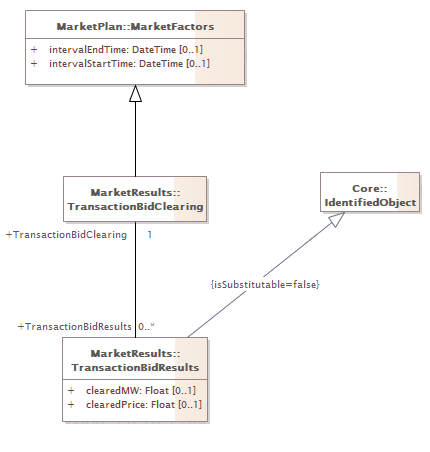 MarketPlan::MarketFactors
+ intervalEndTime: DateTime [0..1]
+ intervalStartTime: DateTime [0..1]
MarketResults::
TransactionBidClearing
Core::
IdentifiedObject
+TransactionBidClearing 1
{isSubstitutable=false}
+TransactionBidResults 0..*
MarketResults::
TransactionBidResults
+ clearedMW: Float [0..1]
+ clearedPrice: Float [0..1]